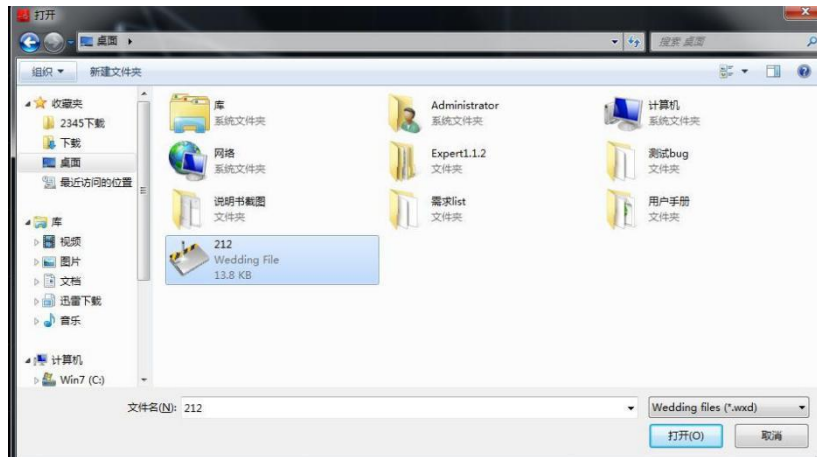 打开
桌面
搜索 桌面
组织
新建文件夹
收藏夹
2345下载
下载
桌面
最近访问的位置
库
视频
图片
文档
迅雷下载
音乐
计算机
Win7 (C:)
库
系统文件夹
Administrator
系统文件夹
计算机
系统文件夹
网络
系统文件夹
Expert1.1.2
文件夹
测试bug
文件夹
说明书截图
文件夹
需求list
文件夹
用户手册
文件夹
212
Wedding File
13.8 KB
文件名(N): 212
Wedding files (*.wxd)
打开(O)
取消